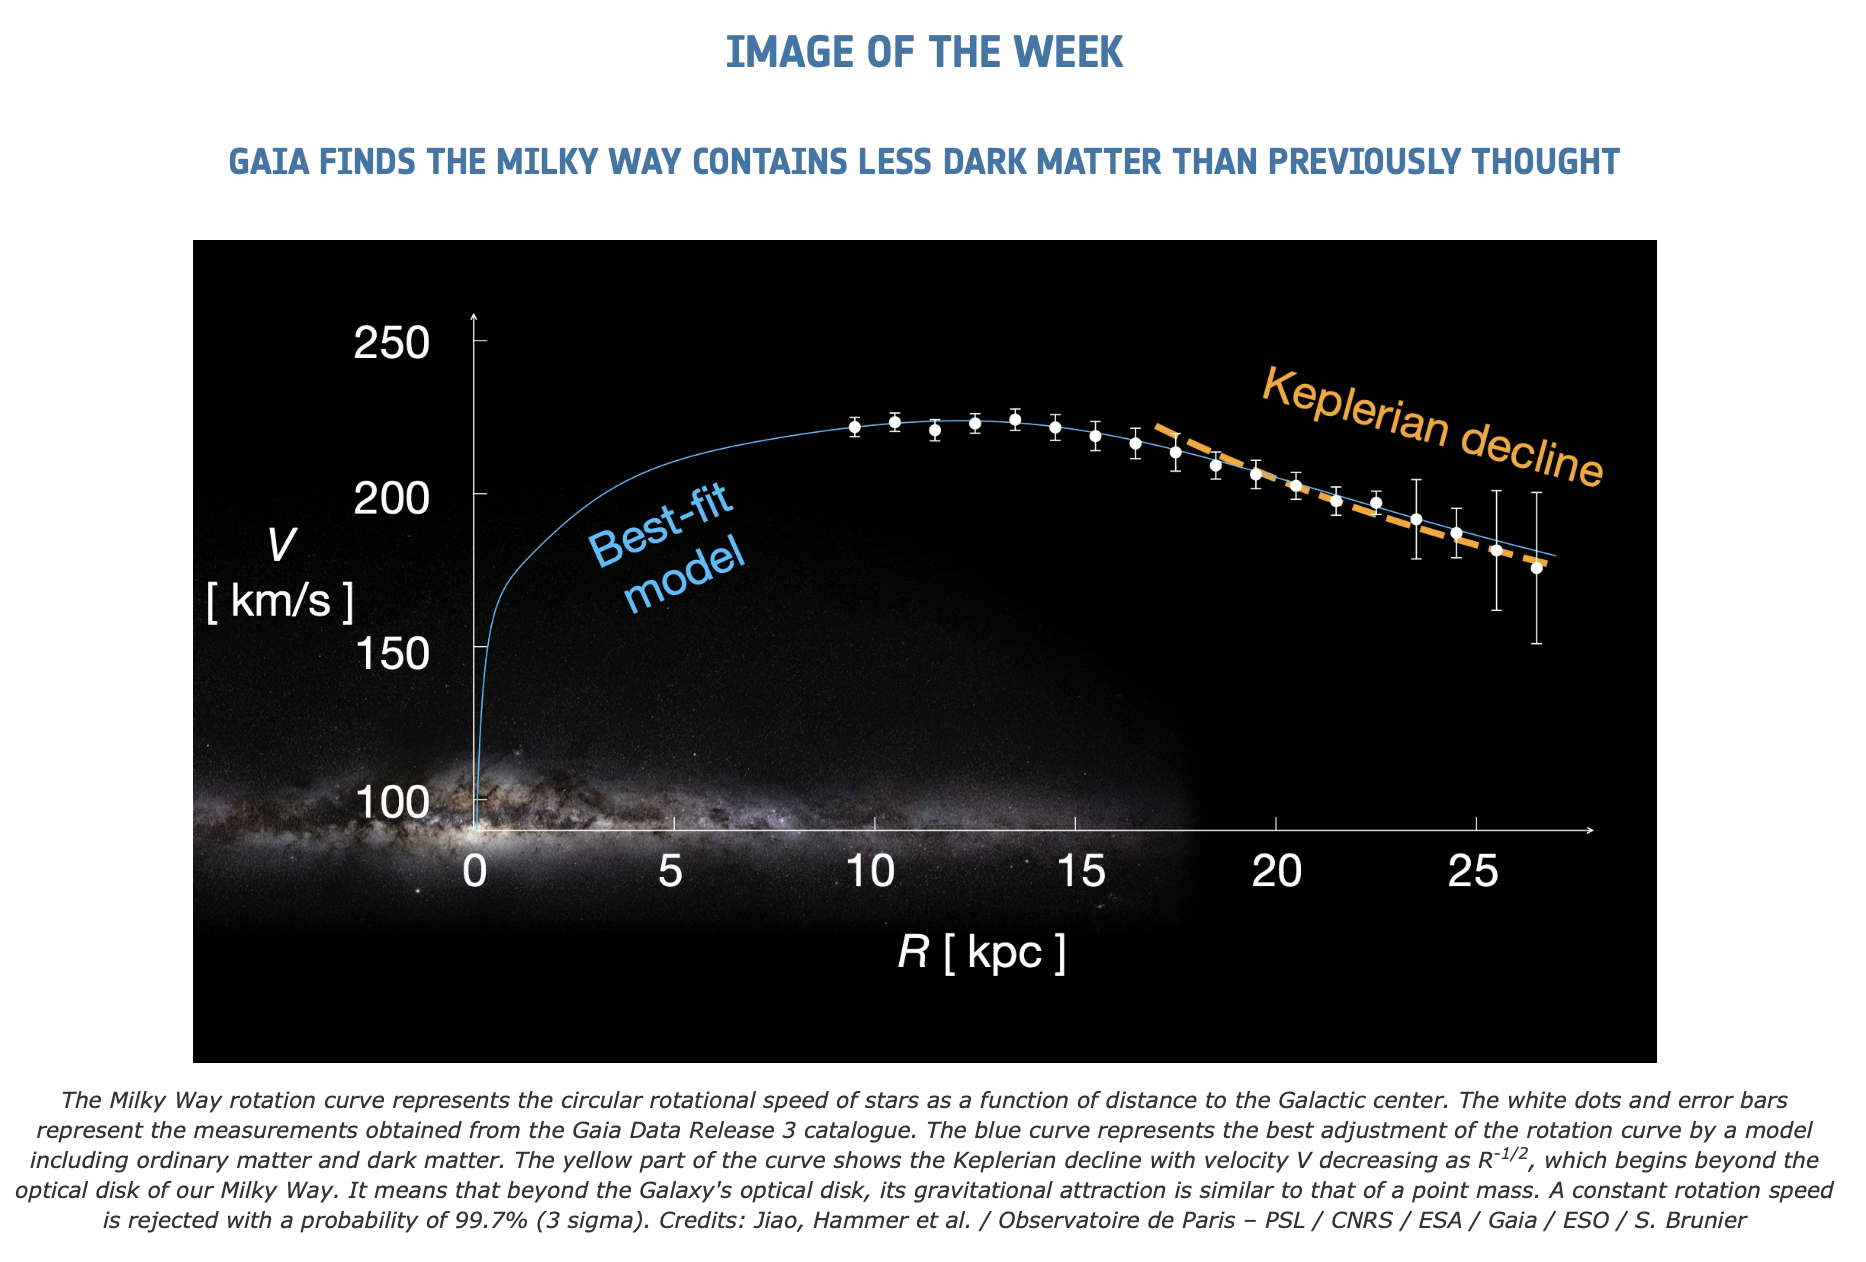 IMAGE OF THE WEEK
GAIA FINDS THE MILKY WAY CONTAINS LESS DARK MATTER THAN PREVIOUSLY THOUGHT
250
200
150
100
V
[ km/s ]
Best-fit
model
Keplerian decline
0 5 10 15 20 25
R [ kpc ]
The Milky Way rotation curve represents the circular rotational speed of stars as a function of distance to the Galactic center. The white dots and error bars
represent the measurements obtained from the Gaia Data Release 3 catalogue. The blue curve represents the best adjustment of the rotation curve by a model
including ordinary matter and dark matter. The yellow part of the curve shows the Keplerian decline with velocity V decreasing as R-1/2, which begins beyond the
optical disk of our Milky Way. It means that beyond the Galaxy's optical disk, its gravitational attraction is similar to that of a point mass. A constant rotation speed
is rejected with a probability of 99.7% (3 sigma). Credits: Jiao, Hammer et al. / Observatoire de Paris – PSL / CNRS / ESA / Gaia / ESO / S. Brunier